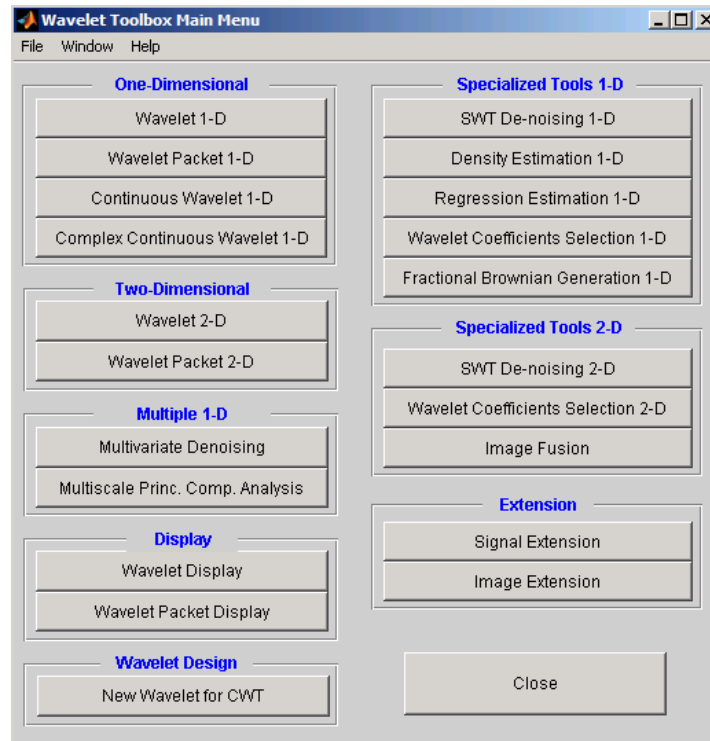 Wavelet Toolbox Main Menu
File Window Help
One-Dimensional
Wavelet 1-D
Wavelet Packet 1-D
Continuous Wavelet 1-D
Complex Continuous Wavelet 1-D
Two-Dimensional
Wavelet 2-D
Wavelet Packet 2-D
Multiple 1-D
Multivariate Denoising
Multiscale Princ. Comp. Analysis
Display
Wavelet Display
Wavelet Packet Display
Wavelet Design
New Wavelet for CWT
Specialized Tools 1-D
SWT De-noising 1-D
Density Estimation 1-D
Regression Estimation 1-D
Wavelet Coefficients Selection 1-D
Fractional Brownian Generation 1-D
Specialized Tools 2-D
SWT De-noising 2-D
Wavelet Coefficients Selection 2-D
Image Fusion
Extension
Signal Extension
Image Extension
Close